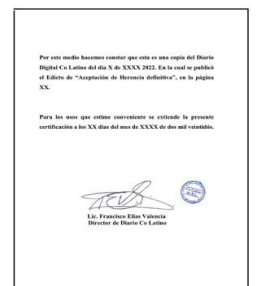 Por este medio hacemos constar que esta es una copia del Diario
Digital Co Latino del día X de XXXX 2022. En la cual se publicó
el Edicto de “Aceptación de Herencia definitiva”, en la página
XX.
Para los usos que estime conveniente se extiende la presente
certificación a los XX días del mes de XXXX de dos mil veintidós.
Lic. Francisco Elías Valencia
Director de Diario Co Latino